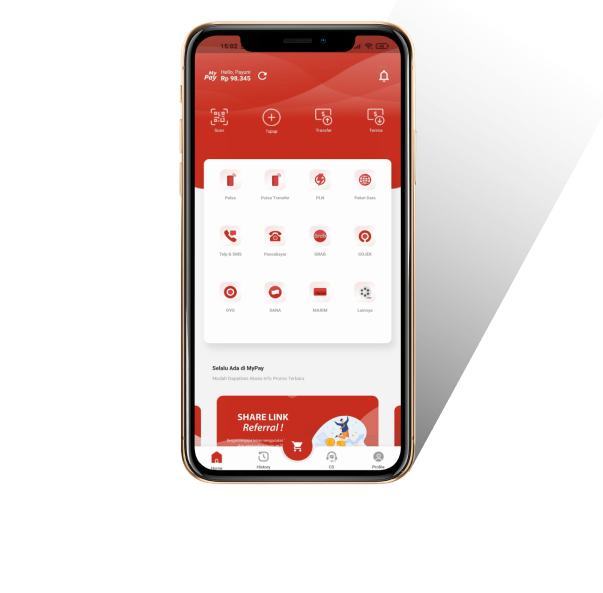 15:02
My Hello, Payuni
Pay Rp 98.345
Scan Topup Transfer Terima
Pulsa Pulsa Transfer PLN Paket Data
Telp & SMS Pascabayar GRAB GOJEK
OVO DANA MAXIM Lainnya
Selalu Ada di MyPay
Mudah Dapatkan Akses Info Promo Terbaru
SHARE LINK
Referral !
Home History CS Profile